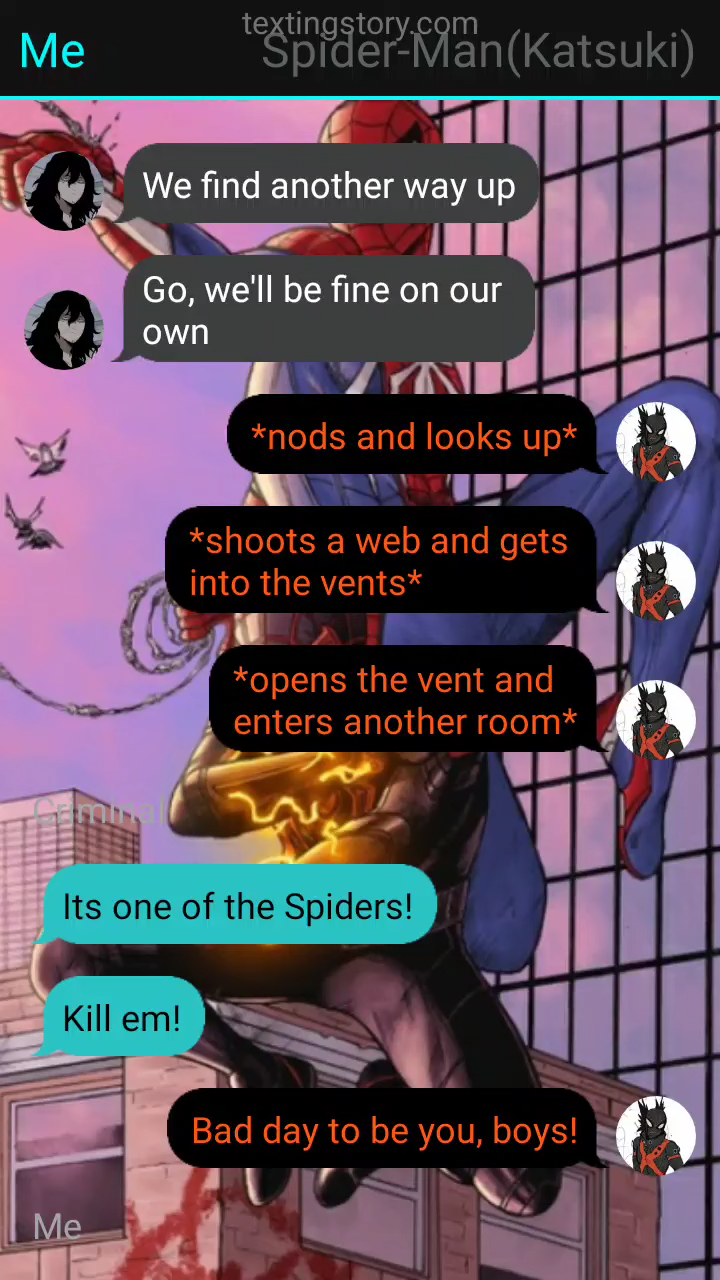 textingstory.com
Me
Spider-Man(Katsuki)
We find another way up
Go, we'll be fine on our
own
*nods and looks up*
*shoots a web and gets
into the vents*
*opens the vent and
enters another room*
Criminal
Its one of the Spiders!
Kill em!
Bad day to be you, boys!
Me